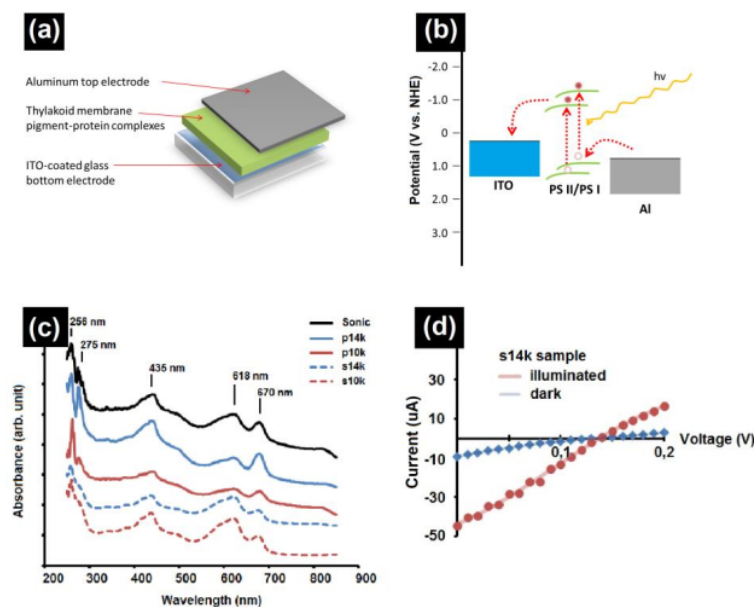 (a)
Aluminum top electrode
Thylakoid membrane
pigment-protein complexes
ITO-coated glass
bottom electrode
(b)
Potential (V vs. NHE)
-2.0
-1.0
0
1.0
2.0
3.0
hν
ITO
PS II/PS I
Al
(c)
256 nm
275 nm
435 nm
618 nm
670 nm
Sonic
p14k
p10k
s14k
s10k
Absorbance (arb. unit)
200 300 400 500 600 700 800 900
Wavelength (nm)
(d)
s14k sample
illuminated
dark
Current (uA)
30
-10
-30
-50
0,1
0,2
Voltage (V)